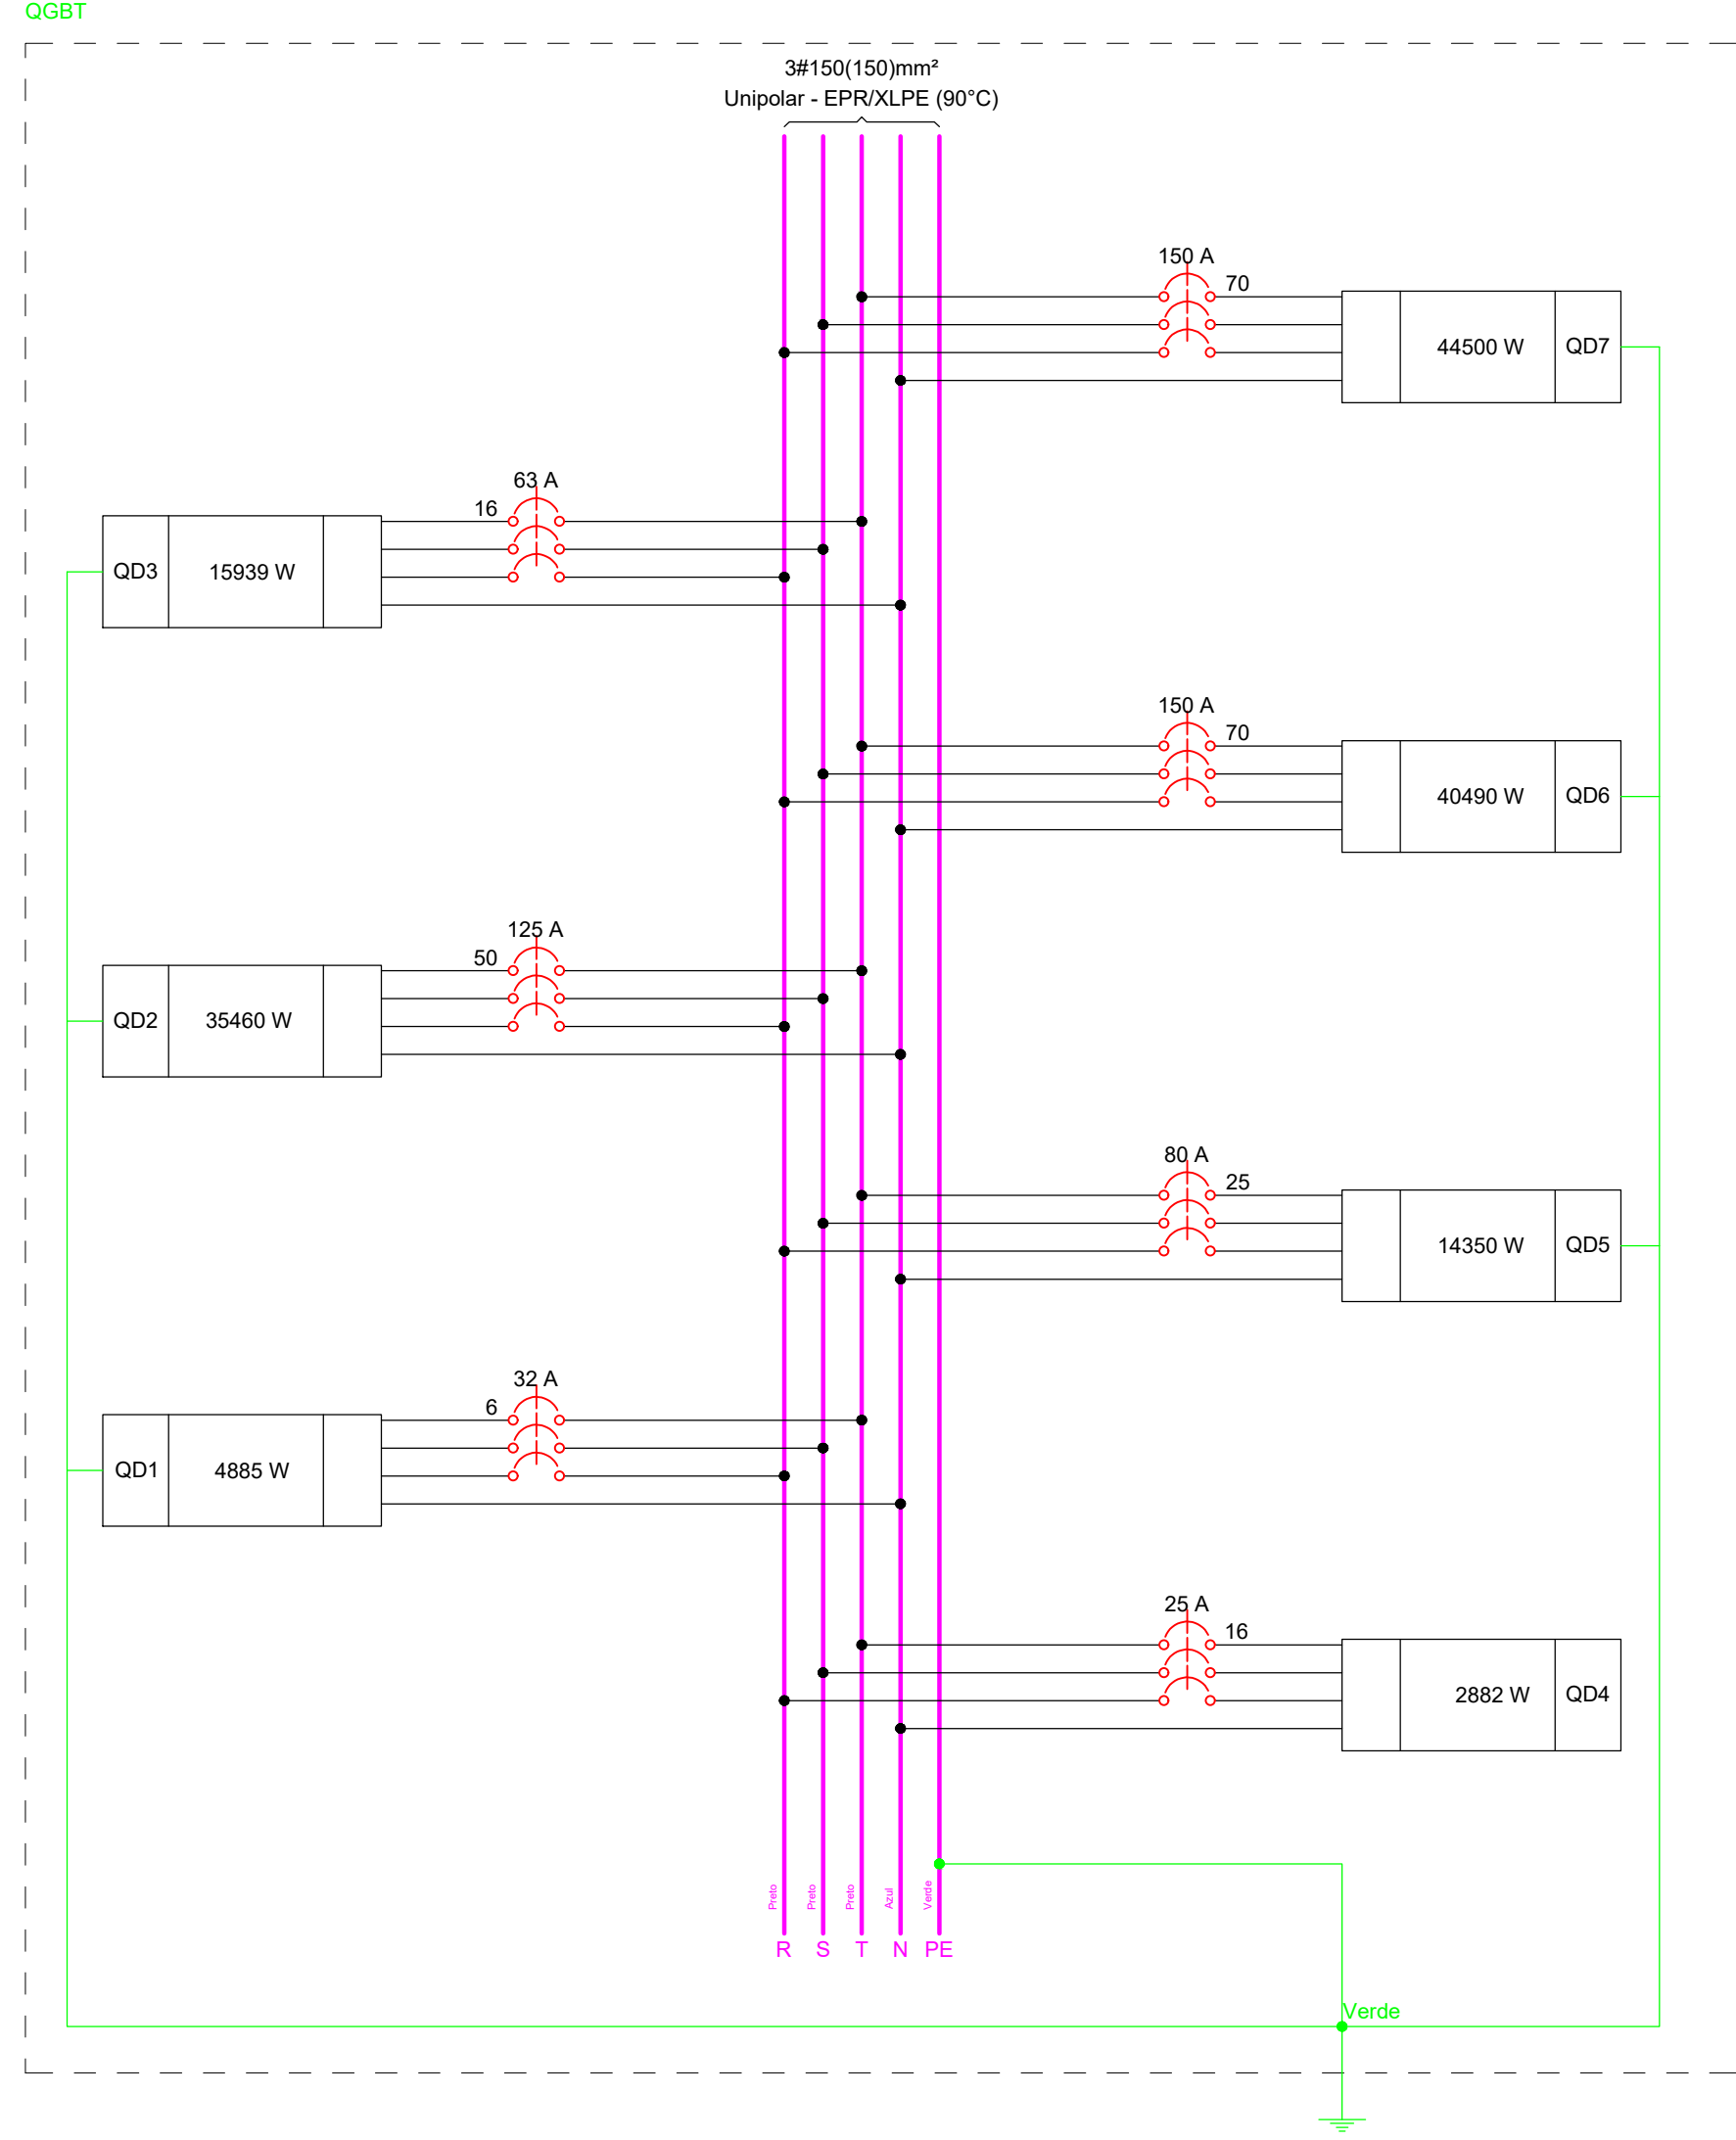 QGBT
3#150(150)mm²
Unipolar - EPR/XLPE (90°C)
150 A
70
44500 W
QD7
63 A
16
QD3
15939 W
150 A
70
40490 W
QD6
125 A
50
QD2
35460 W
80 A
25
14350 W
QD5
32 A
6
QD1
4885 W
25 A
16
2882 W
QD4
Preto
Preto
Preto
Azul
Verde
R
S
T
N
PE
Verde